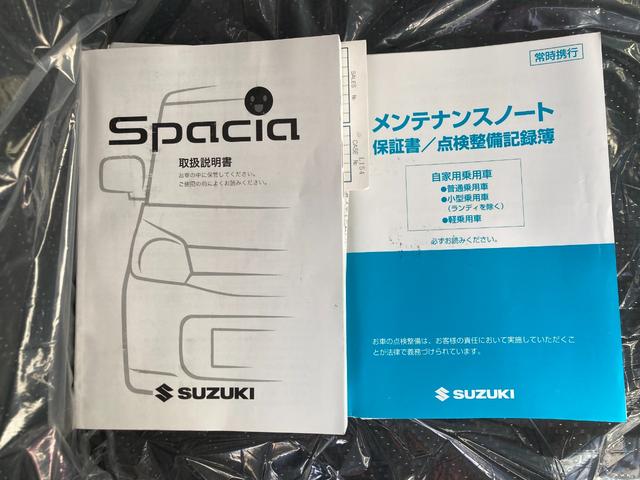 Spacia
取扱説明書
お車の中に保管してください。
ご使用の前によくお読みください。
SUZUKI
SALES №
CASE №
L154
常時携行
メンテナンスノート
保証書／点検整備記録簿
自家用乗用車
●普通乗用車
●小型乗用車
（ランディを除く）
●軽乗用車
必ずお読みください。
お車の点検整備は、お客様の責任において実施していただくこ
とが法律で義務づけられています。
SUZUKI